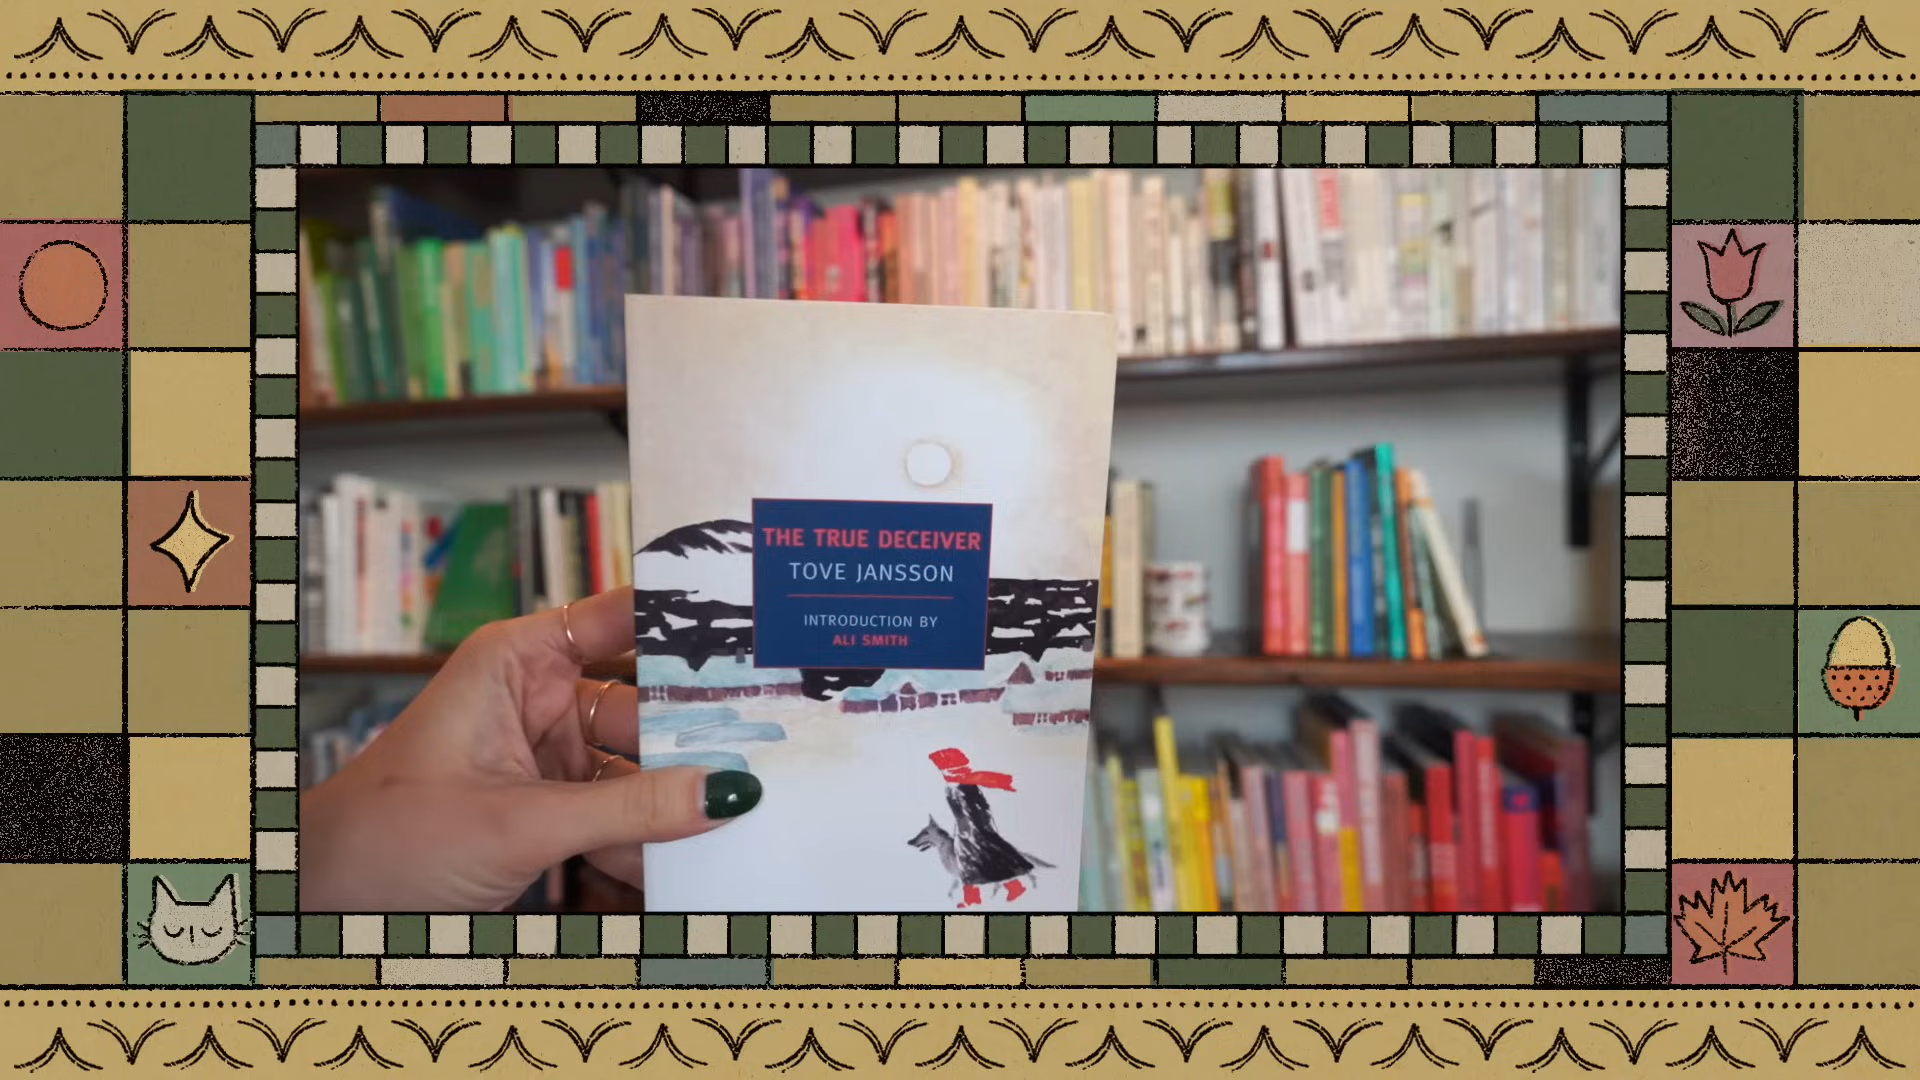 THE TRUE DECEIVER
TOVE JANSSON
INTRODUCTION BY
ALI SMITH